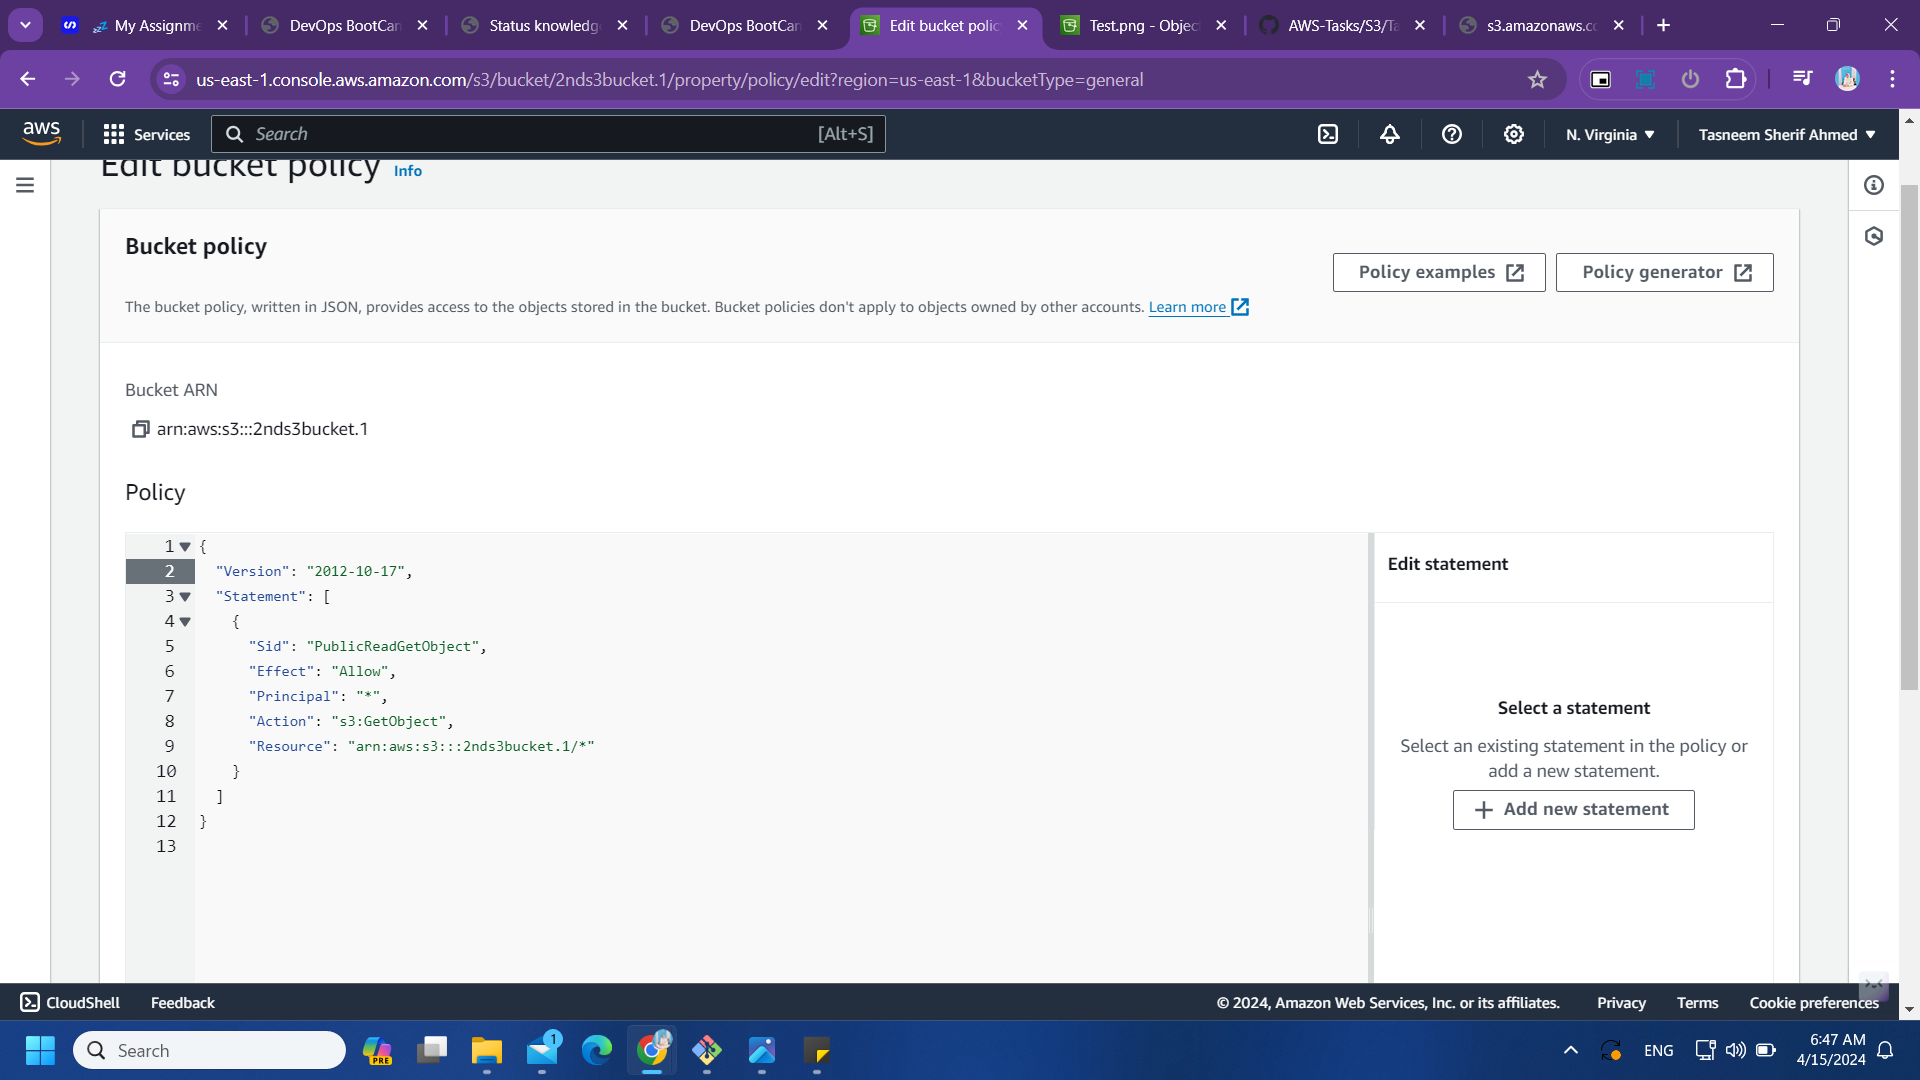 My Assignme
DevOps BootCam
Status knowledg
DevOps BootCam
Edit bucket polic
Test.png - Objec
AWS-Tasks/S3/Ta
s3.amazonaws.co
us-east-1.console.aws.amazon.com/s3/bucket/2nds3bucket.1/property/policy/edit?region=us-east-1&bucketType=general
aws
Services
Search
[Alt+S]
N. Virginia
Tasneem Sherif Ahmed
Edit bucket policy
Info
Bucket policy
Policy examples
Policy generator
The bucket policy, written in JSON, provides access to the objects stored in the bucket. Bucket policies don't apply to objects owned by other accounts. Learn more
Bucket ARN
arn:aws:s3:::2nds3bucket.1
Policy
1 {
2 "Version": "2012-10-17",
3 "Statement": [
4 {
5 "Sid": "PublicReadGetObject",
6 "Effect": "Allow",
7 "Principal": "*",
8 "Action": "s3:GetObject",
9 "Resource": "arn:aws:s3:::2nds3bucket.1/*"
10 }
11 ]
12 }
13
Edit statement
Select a statement
Select an existing statement in the policy or
add a new statement.
Add new statement
CloudShell
Feedback
© 2024, Amazon Web Services, Inc. or its affiliates.
Privacy
Terms
Cookie preferences
Search
PRE
1
ENG
6:47 AM
4/15/2024